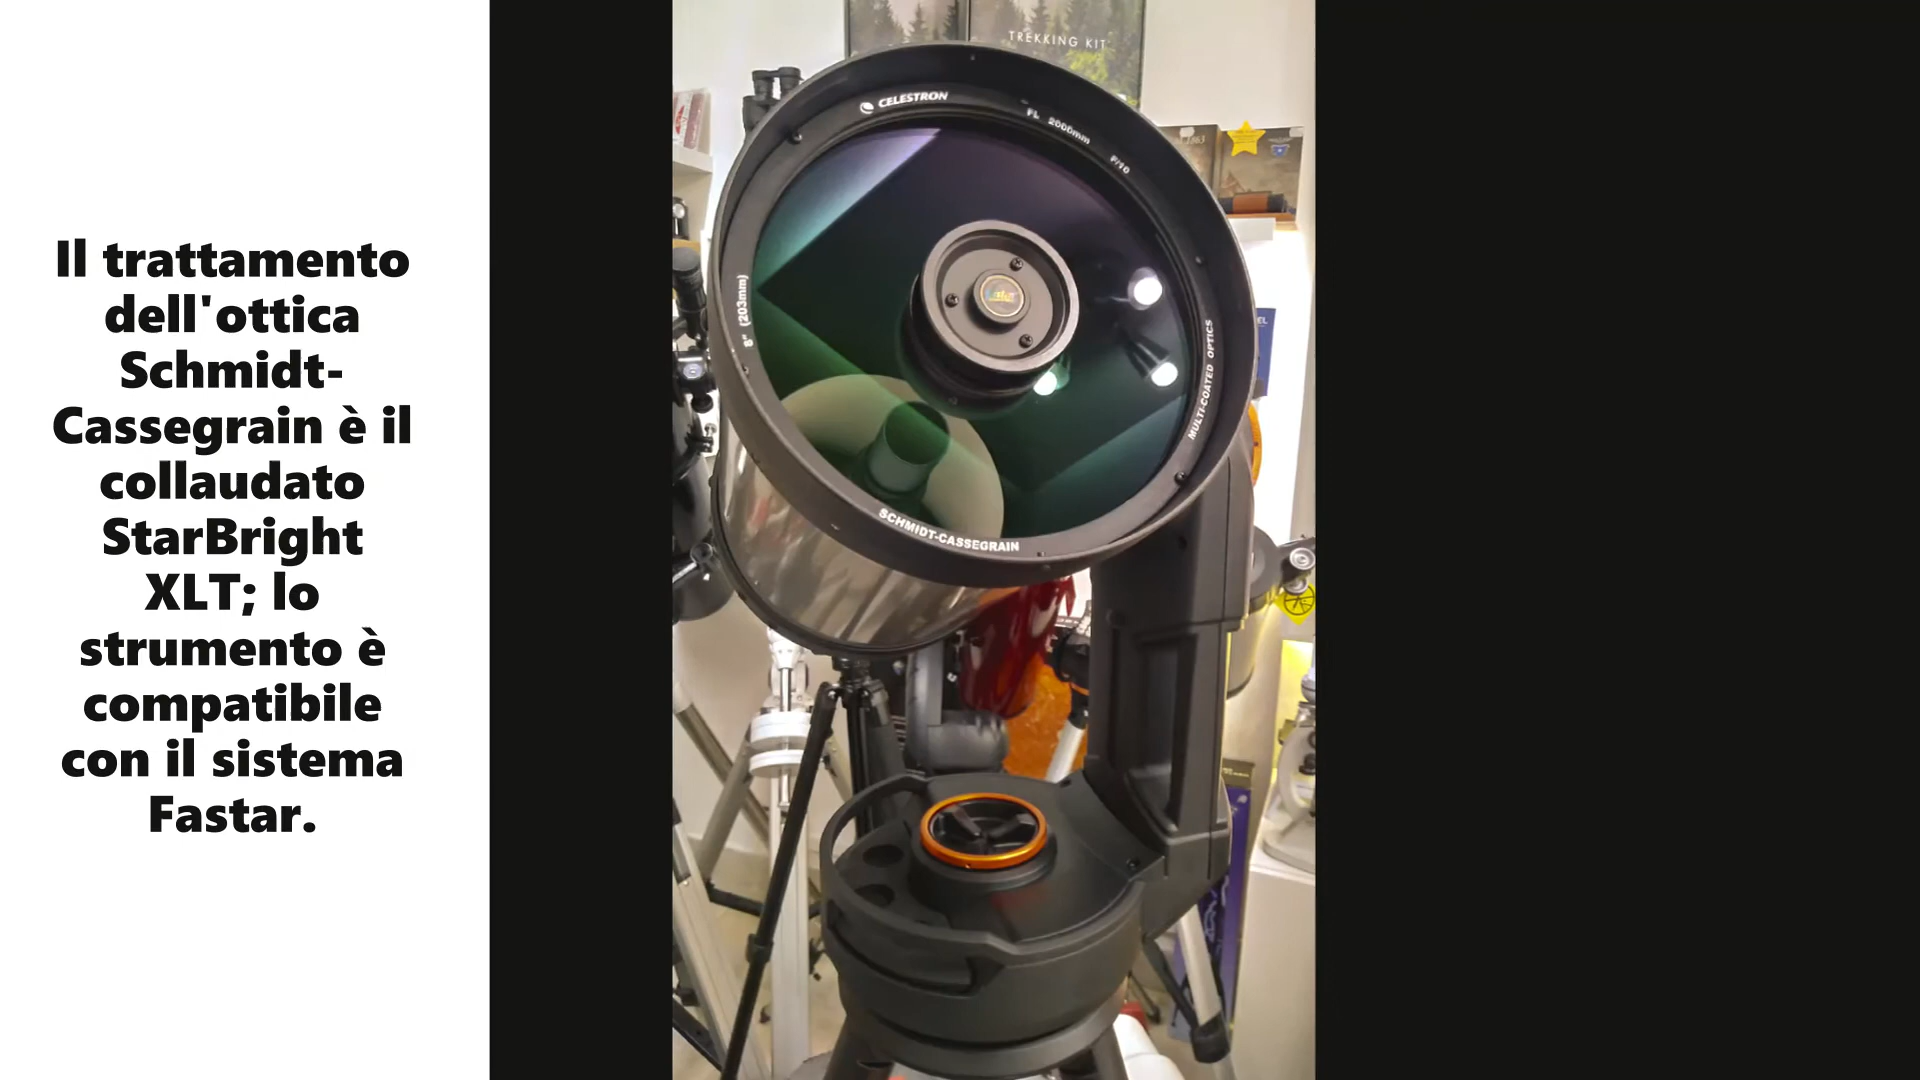 Il trattamento
dell'ottica
Schmidt-
Cassegrain è il
collaudato
StarBright
XLT; lo
strumento è
compatibile
con il sistema
Fastar.
TREKKING KIT
CELESTRON
FL 2000mm F/10
8" (203mm)
MULTI-COATED OPTICS
SCHMIDT-CASSEGRAIN